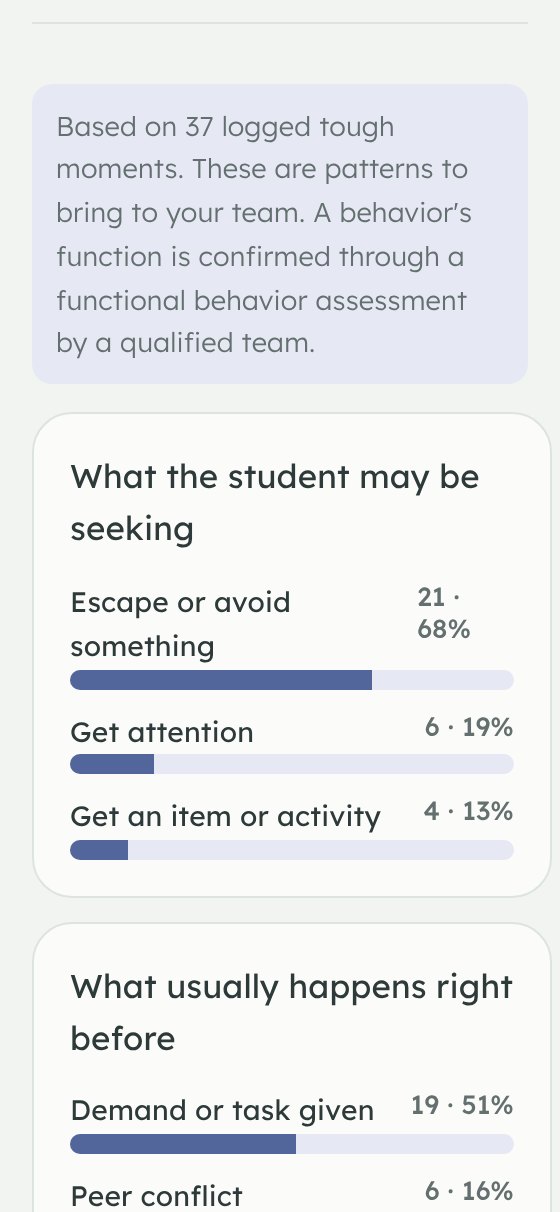 Based on 37 logged tough
moments. These are patterns to
bring to your team. A behavior's
function is confirmed through a
functional behavior assessment
by a qualified team.
What the student may be
seeking
Escape or avoid
something
21 ·
68%
Get attention 6 · 19%
Get an item or activity 4 · 13%
What usually happens right
before
Demand or task given 19 · 51%
Peer conflict 6 · 16%